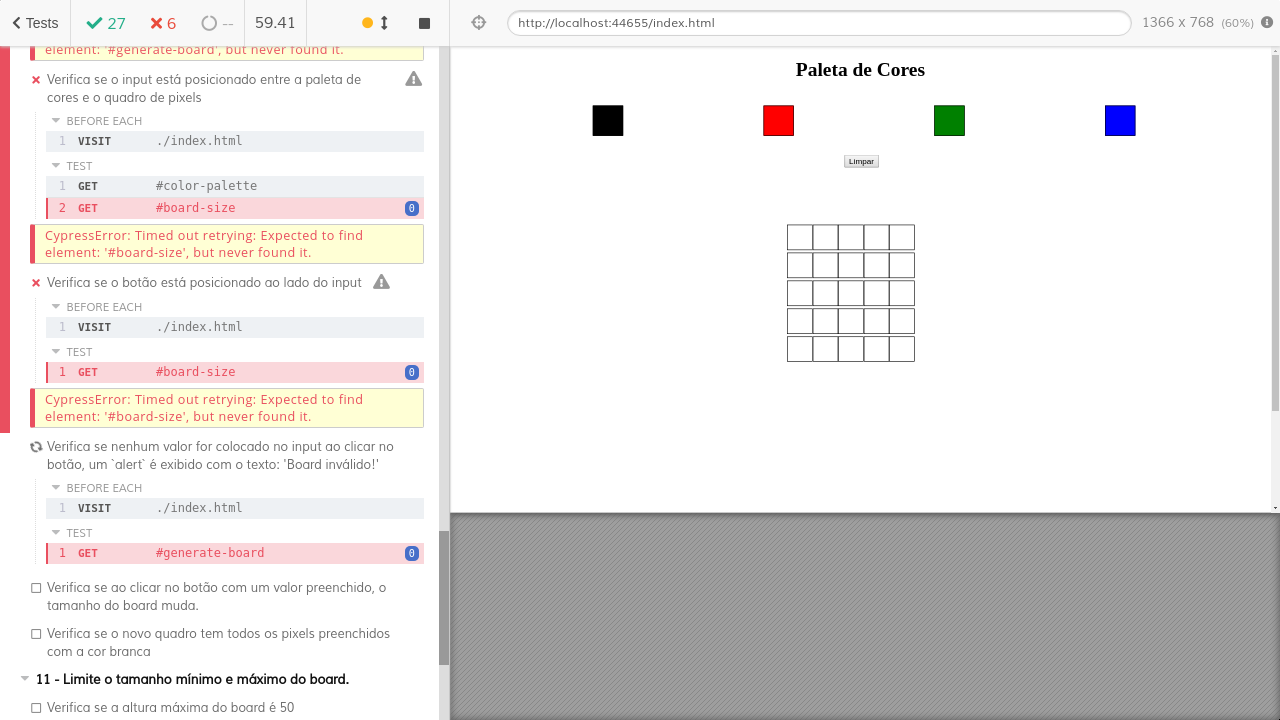 Tests
27
6
--
59.41
http://localhost:44655/index.html
1366 x 768 (60%)
element: '#generate-board', but never found it.
Verifica se o input está posicionado entre a paleta de
cores e o quadro de pixels
BEFORE EACH
1 VISIT ./index.html
TEST
1 GET #color-palette
2 GET #board-size 0
CypressError: Timed out retrying: Expected to find
element: '#board-size', but never found it.
Verifica se o botão está posicionado ao lado do input
BEFORE EACH
1 VISIT ./index.html
TEST
1 GET #board-size 0
CypressError: Timed out retrying: Expected to find
element: '#board-size', but never found it.
Verifica se nenhum valor for colocado no input ao clicar no
botão, um `alert` é exibido com o texto: 'Board inválido!'
BEFORE EACH
1 VISIT ./index.html
TEST
1 GET #generate-board 0
Verifica se ao clicar no botão com um valor preenchido, o
tamanho do board muda.
Verifica se o novo quadro tem todos os pixels preenchidos
com a cor branca
11 - Limite o tamanho mínimo e máximo do board.
Verifica se a altura máxima do board é 50
Paleta de Cores
Limpar